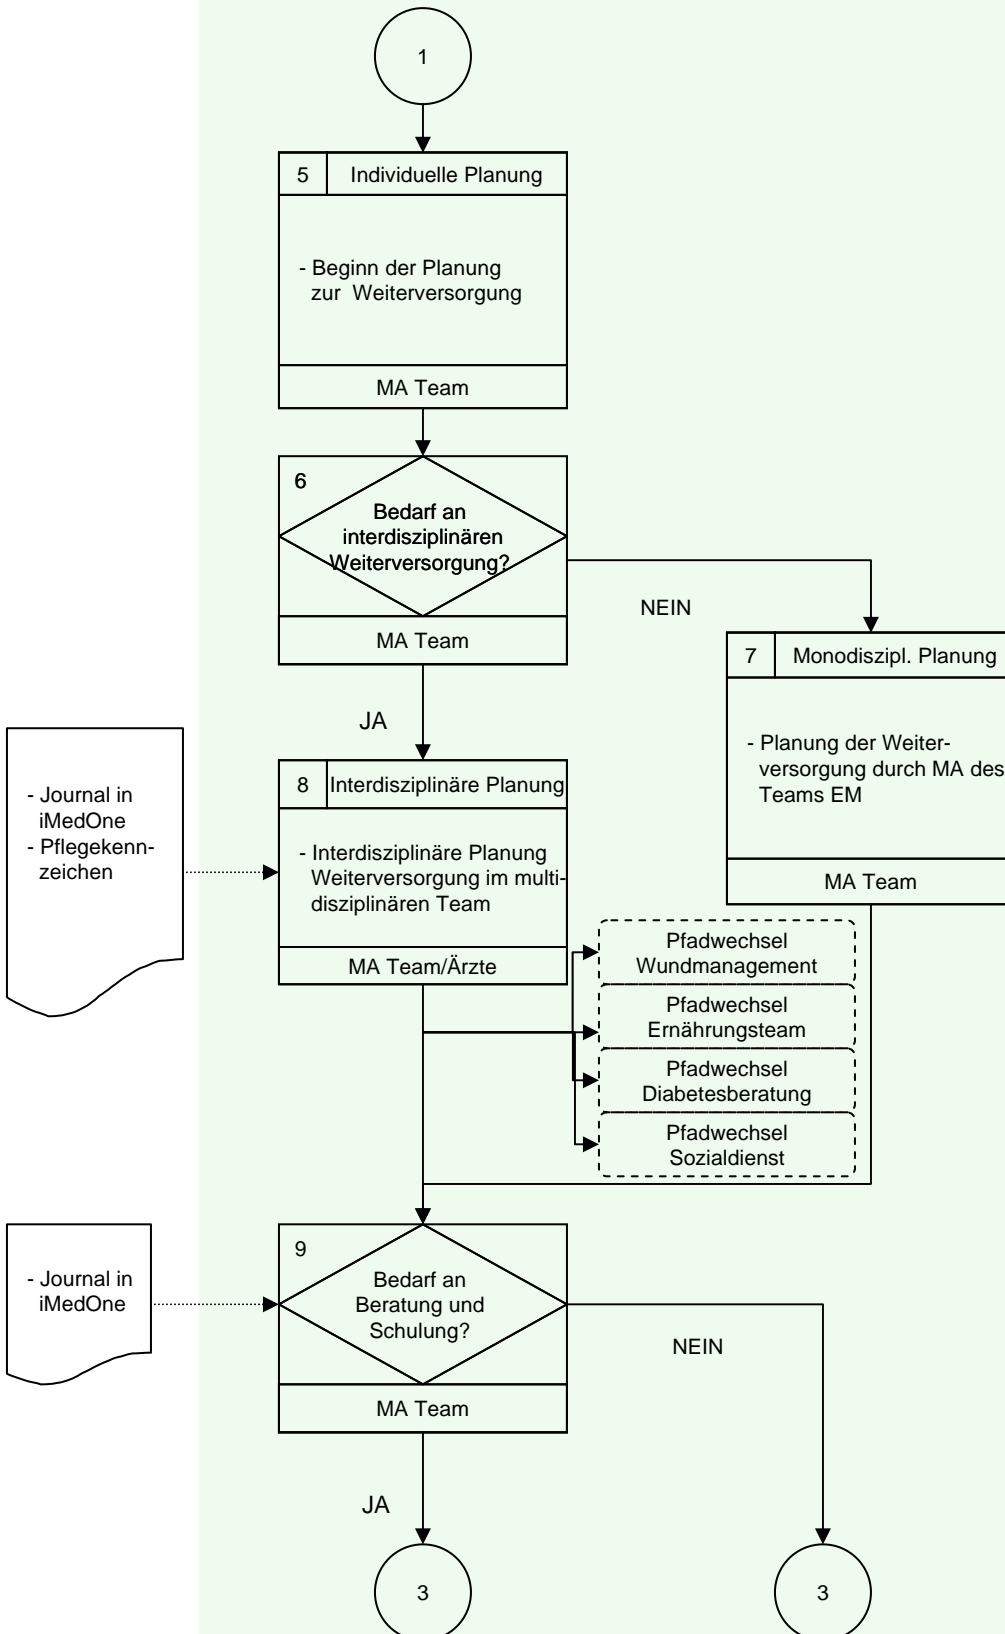 1
5 Individuelle Planung
- Beginn der Planung
zur Weiterversorgung
MA Team
6
Bedarf an
interdisziplinären
Weiterversorgung?
MA Team
NEIN
JA
7 Monodiszipl. Planung
- Planung der Weiter-
versorgung durch MA des
Teams EM
MA Team
- Journal in
iMedOne
- Pflegekenn-
zeichen
8 Interdisziplinäre Planung
- Interdisziplinäre Planung
Weiterversorgung im multi-
disziplinären Team
MA Team/Ärzte
Pfadwechsel
Wundmanagement
Pfadwechsel
Ernährungsteam
Pfadwechsel
Diabetesberatung
Pfadwechsel
Sozialdienst
- Journal in
iMedOne
9
Bedarf an
Beratung und
Schulung?
MA Team
NEIN
JA
3
3